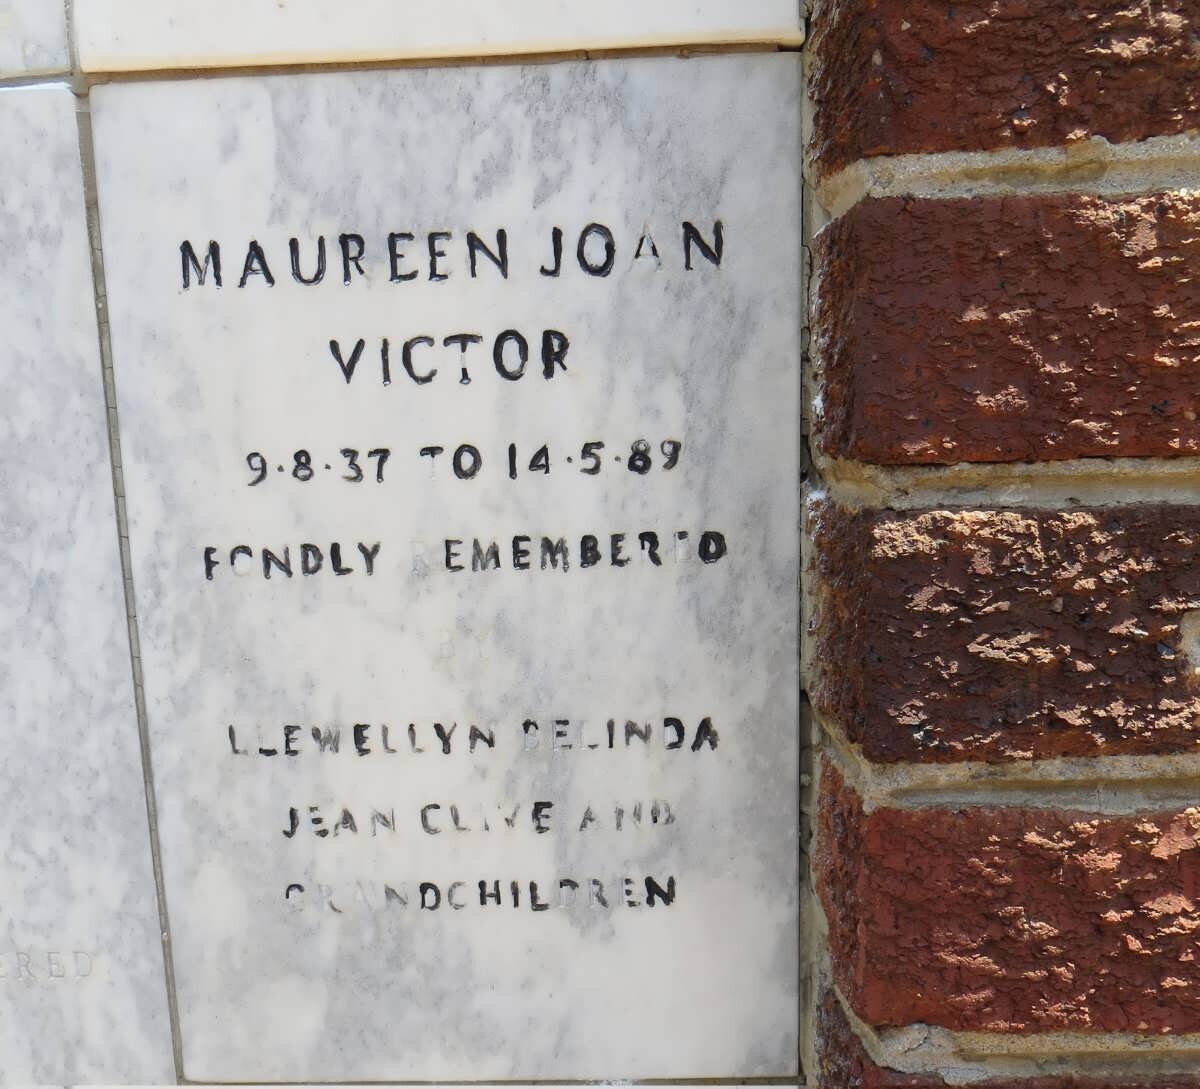 MAUREEN JOAN
VICTOR
9.8.37 TO 14.5.89
FONDLY REMEMBERED
BY
LLEWELLYN BELINDA
JEAN CLIVE AND
GRANDCHILDREN
ERED